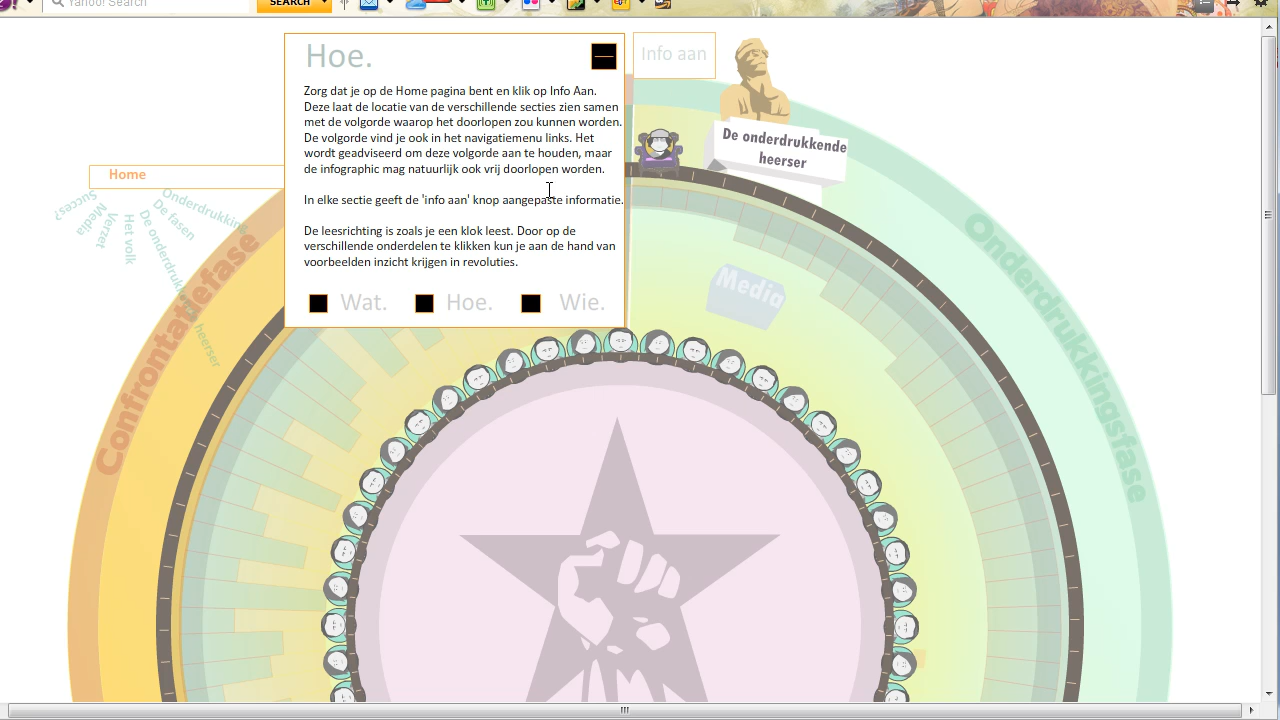 Yahoo! Search
SEARCH
Hoe.
Info aan
Zorg dat je op de Home pagina bent en klik op Info Aan.
Deze laat de locatie van de verschillende secties zien samen
met de volgorde waarop het doorlopen zou kunnen worden.
De volgorde vind je ook in het navigatiemenu links. Het
wordt geadviseerd om deze volgorde aan te houden, maar
de infographic mag natuurlijk ook vrij doorlopen worden.
In elke sectie geeft de 'info aan' knop aangepaste informatie.
De leesrichting is zoals je een klok leest. Door op de
verschillende onderdelen te klikken kun je aan de hand van
voorbeelden inzicht krijgen in revoluties.
Wat.
Hoe.
Wie.
De onderdrukkende
heerser
Home
Onderdrukking
De fasen
De onderdrukkende heerser
Het volk
Verzet
Media
Succes?
Confrontatiefase
Media
Onderdrukkingsfase